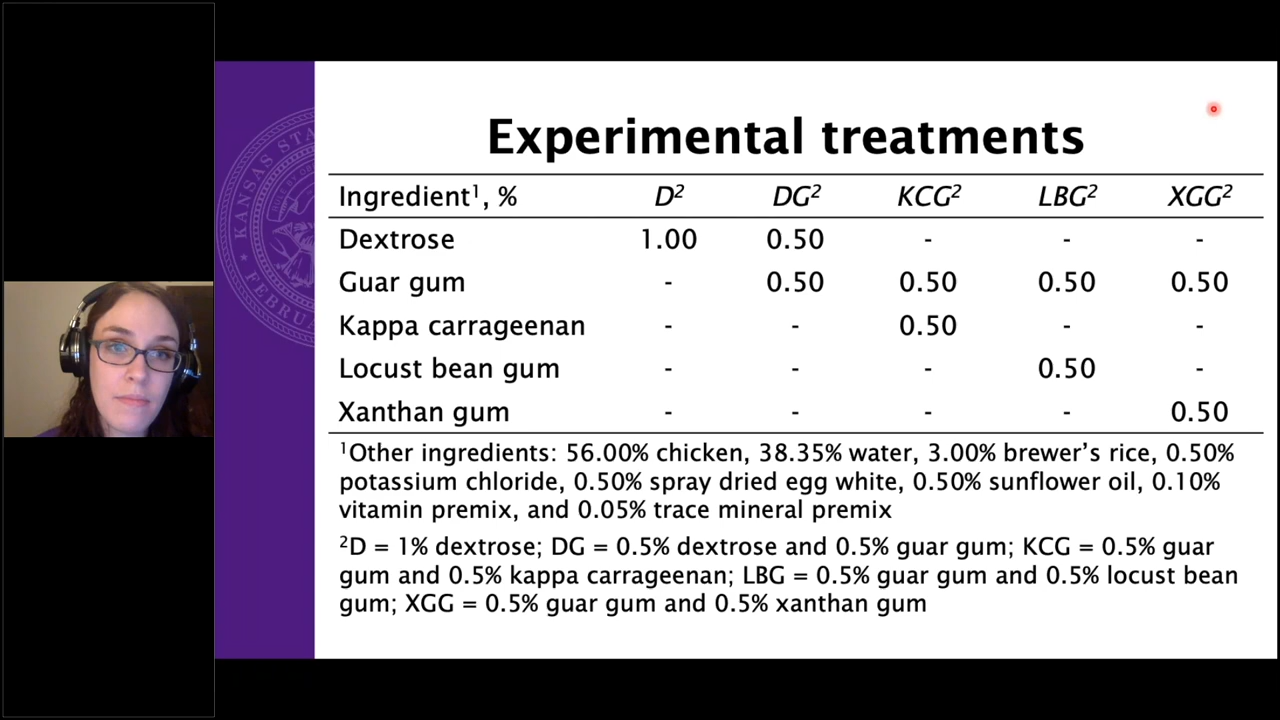 KANSAS STA
FEBRUA
Experimental treatments
Ingredient¹, % D² DG² KCG² LBG² XGG²
Dextrose 1.00 0.50 - - -
Guar gum - 0.50 0.50 0.50 0.50
Kappa carrageenan - - 0.50 - -
Locust bean gum - - - 0.50 -
Xanthan gum - - - - 0.50
¹Other ingredients: 56.00% chicken, 38.35% water, 3.00% brewer’s rice, 0.50%
potassium chloride, 0.50% spray dried egg white, 0.50% sunflower oil, 0.10%
vitamin premix, and 0.05% trace mineral premix
²D = 1% dextrose; DG = 0.5% dextrose and 0.5% guar gum; KCG = 0.5% guar
gum and 0.5% kappa carrageenan; LBG = 0.5% guar gum and 0.5% locust bean
gum; XGG = 0.5% guar gum and 0.5% xanthan gum